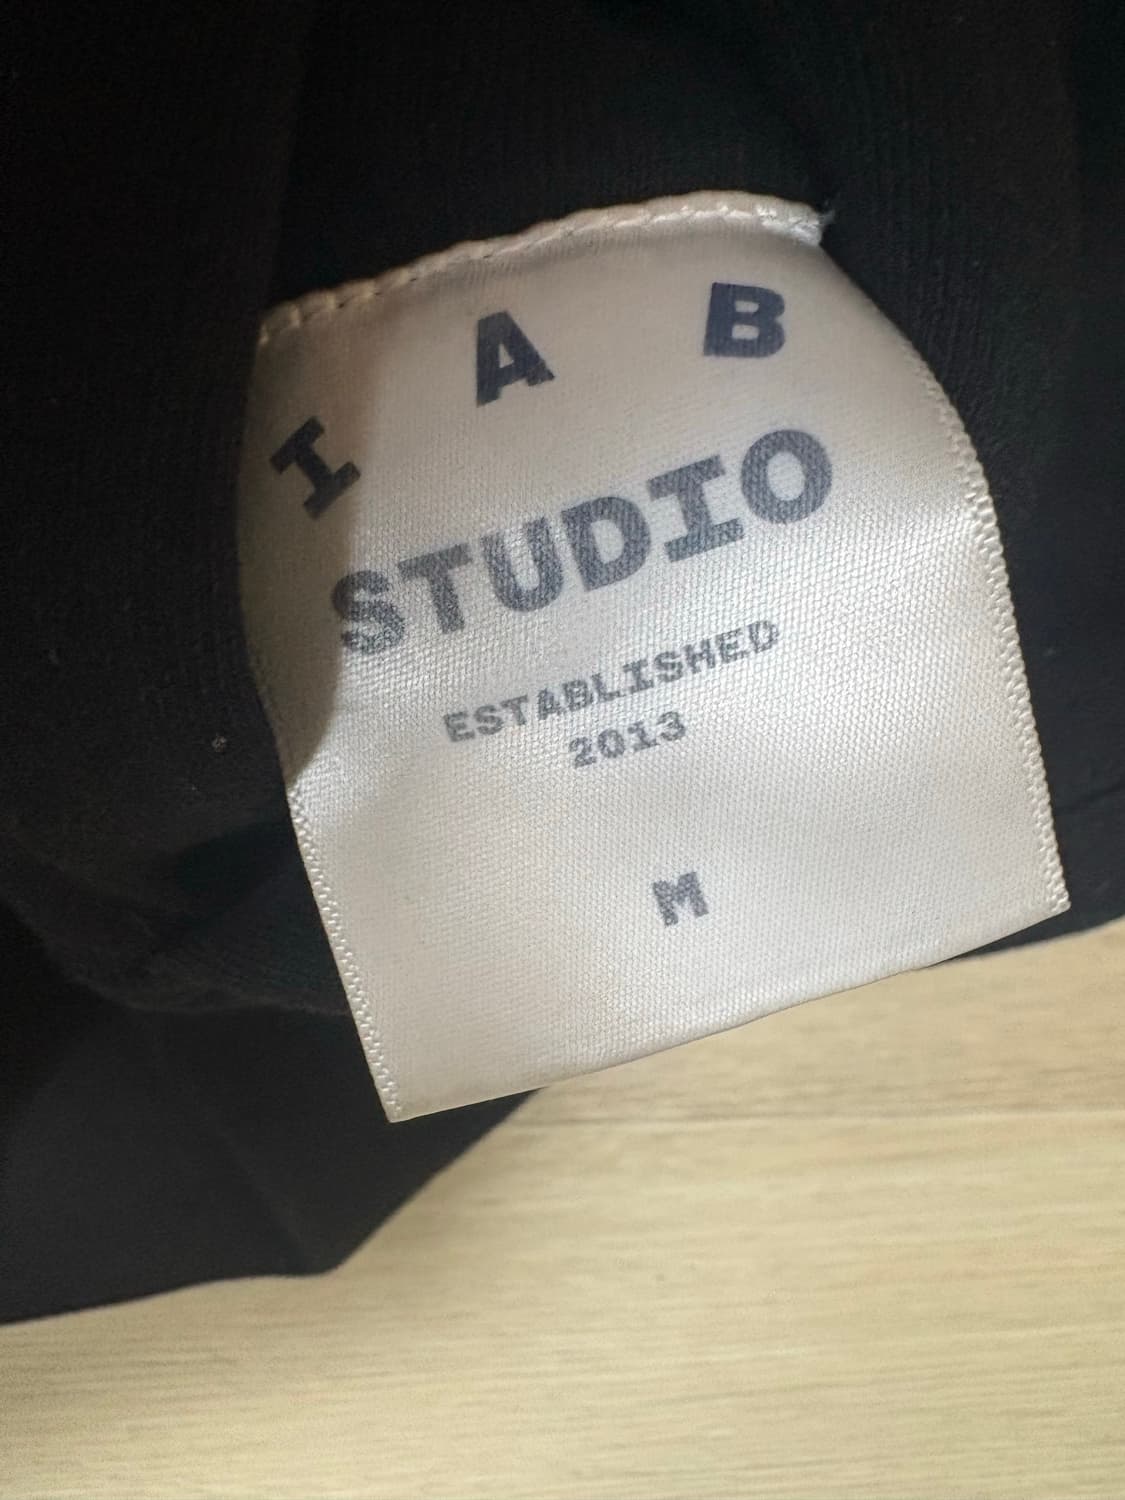 I A B
STUDIO
ESTABLISHED
2013
M